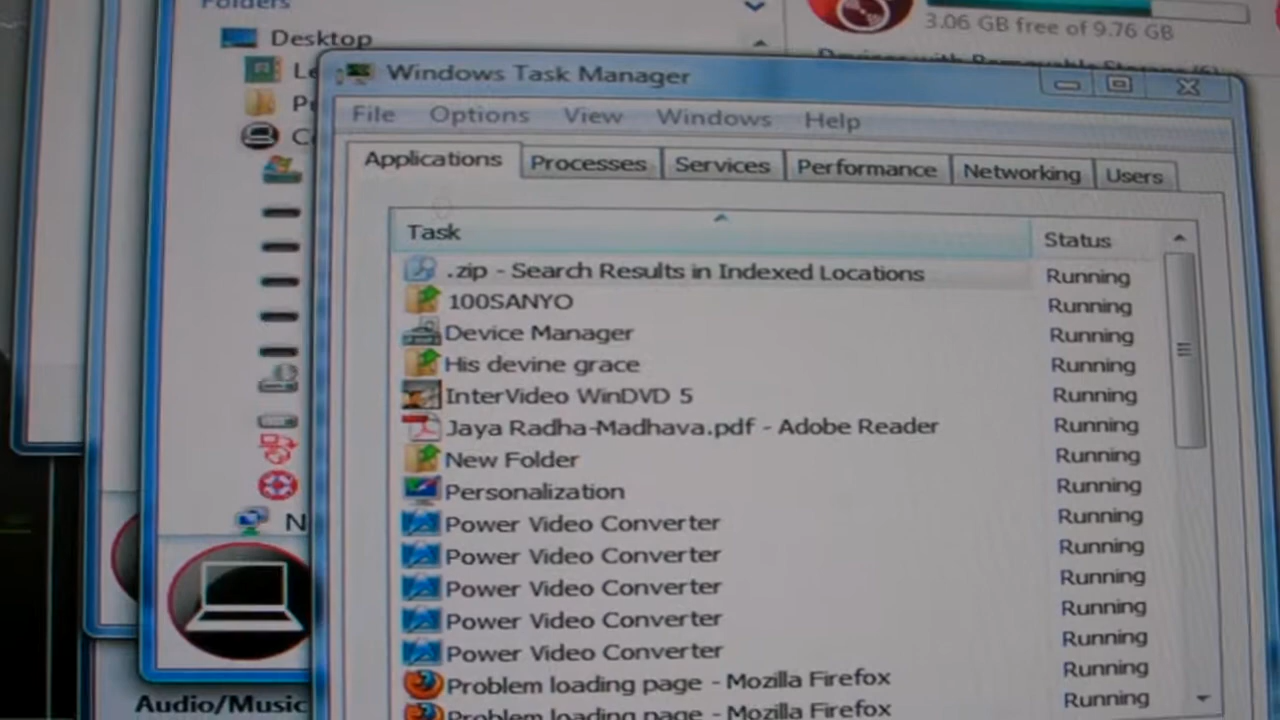 Folders
3.06 GB free of 9.76 GB
Desktop
Windows Task Manager
File Options View Windows Help
Applications Processes Services Performance Networking Users
Task Status
.zip - Search Results in Indexed Locations Running
100SANYO Running
Device Manager Running
His devine grace Running
InterVideo WinDVD 5 Running
Jaya Radha-Madhava.pdf - Adobe Reader Running
New Folder Running
Personalization Running
Power Video Converter Running
Power Video Converter Running
Power Video Converter Running
Power Video Converter Running
Power Video Converter Running
Problem loading page - Mozilla Firefox Running
Problem loading page - Mozilla Firefox Running
Audio/Music